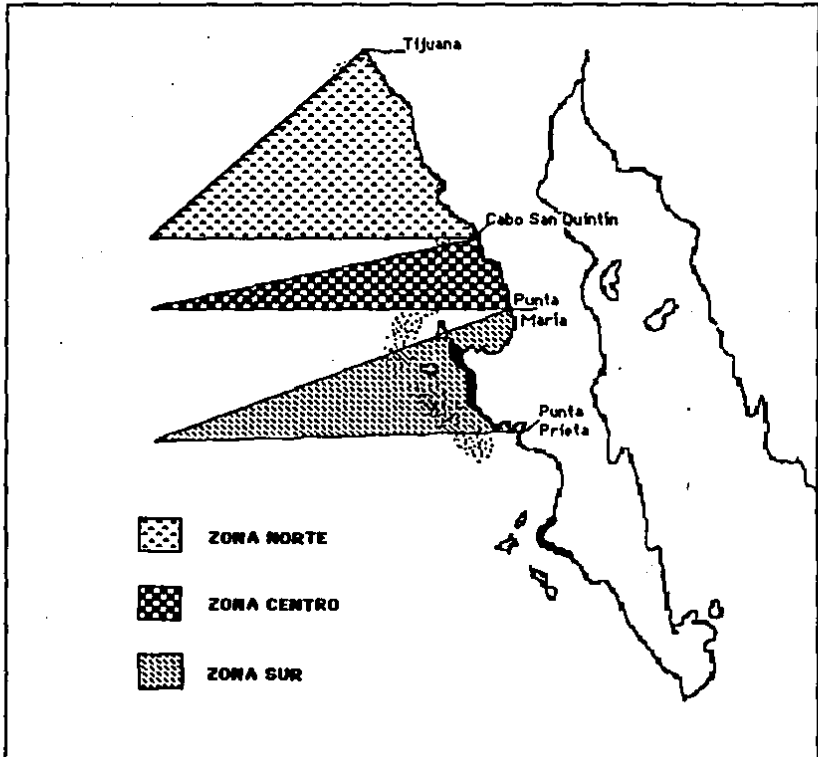 Tijuana
Cabo San Quintín
Punta
María
Punta
Prieta
ZONA NORTE
ZONA CENTRO
ZONA SUR